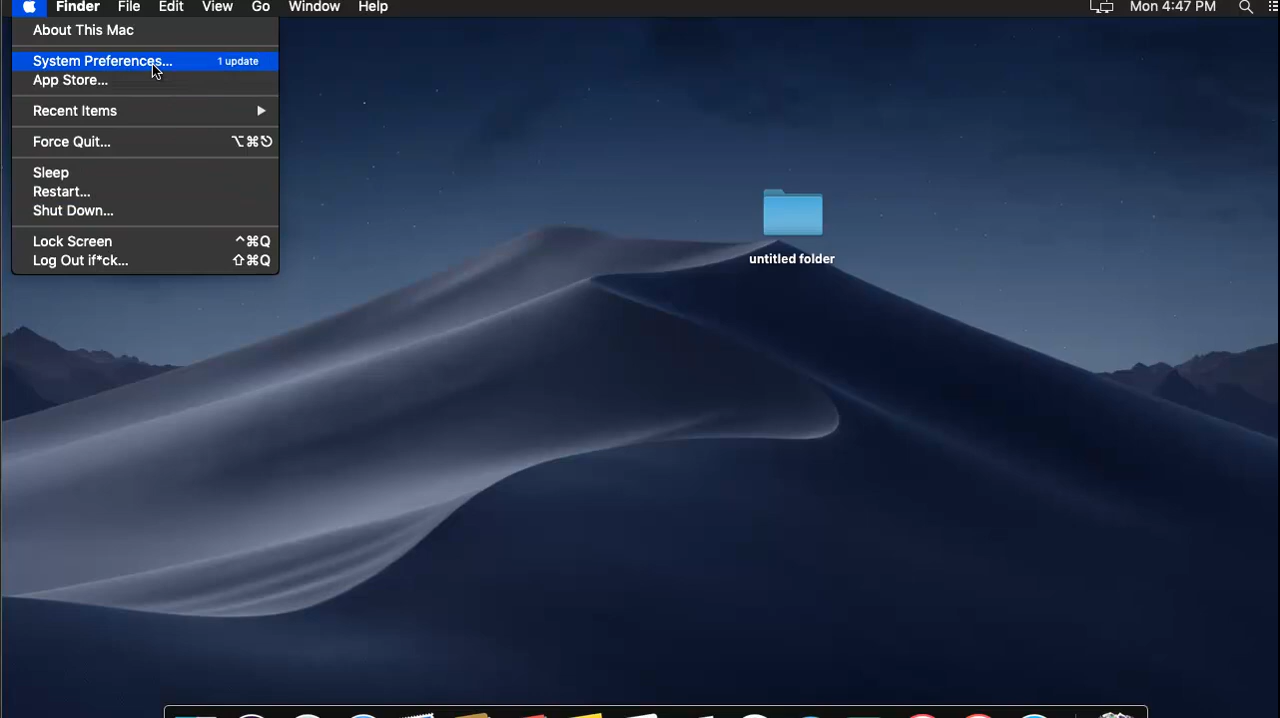 Finder File Edit View Go Window Help Mon 4:47 PM
About This Mac
System Preferences... 1 update
App Store...
Recent Items
Force Quit... ⌥⌘⎋
Sleep
Restart...
Shut Down...
Lock Screen ^⌘Q
Log Out if*ck... ⇧⌘Q
untitled folder